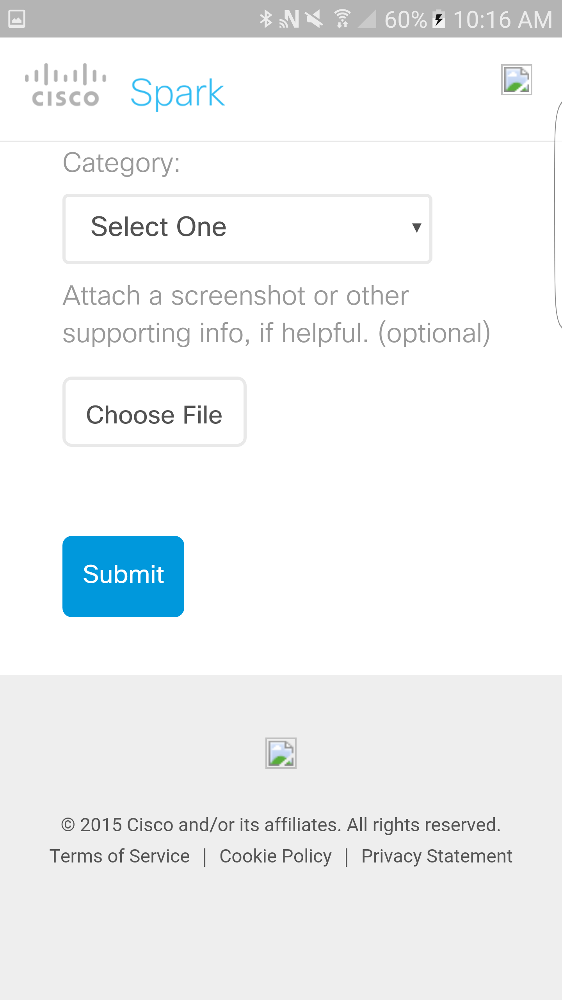 60% 10:16 AM
CISCO Spark
Category:
Select One
Attach a screenshot or other
supporting info, if helpful. (optional)
Choose File
Submit
© 2015 Cisco and/or its affiliates. All rights reserved.
Terms of Service | Cookie Policy | Privacy Statement